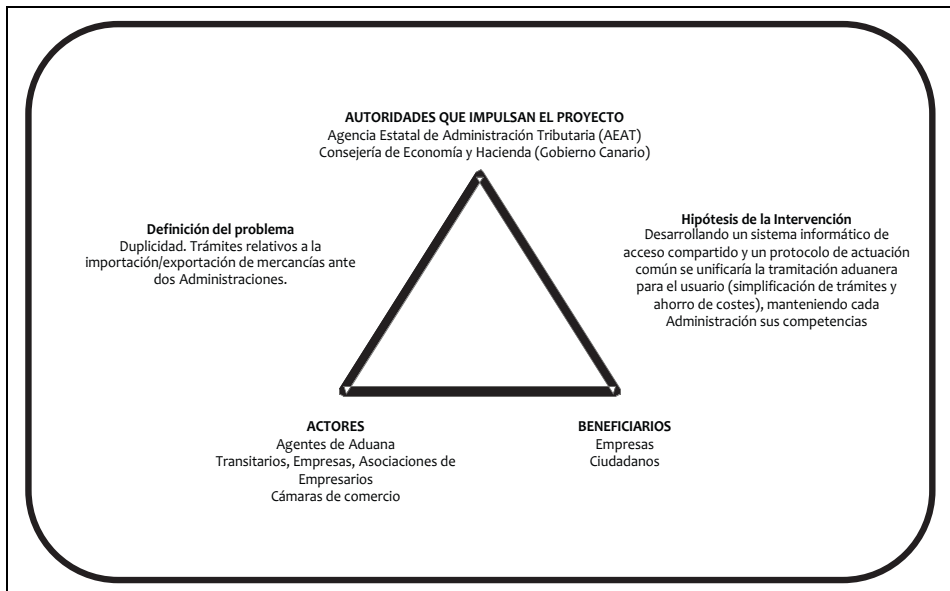 AUTORIDADES QUE IMPULSAN EL PROYECTO
Agencia Estatal de Administración Tributaria (AEAT)
Consejería de Economía y Hacienda (Gobierno Canario)
Definición del problema
Duplicidad. Trámites relativos a la
importación/exportación de mercancías ante
dos Administraciones.
Hipótesis de la Intervención
Desarrollando un sistema informático de
acceso compartido y un protocolo de actuación
común se unificaría la tramitación aduanera
para el usuario (simplificación de trámites y
ahorro de costes), manteniendo cada
Administración sus competencias
ACTORES
Agentes de Aduana
Transitarios, Empresas, Asociaciones de
Empresarios
Cámaras de comercio
BENEFICIARIOS
Empresas
Ciudadanos